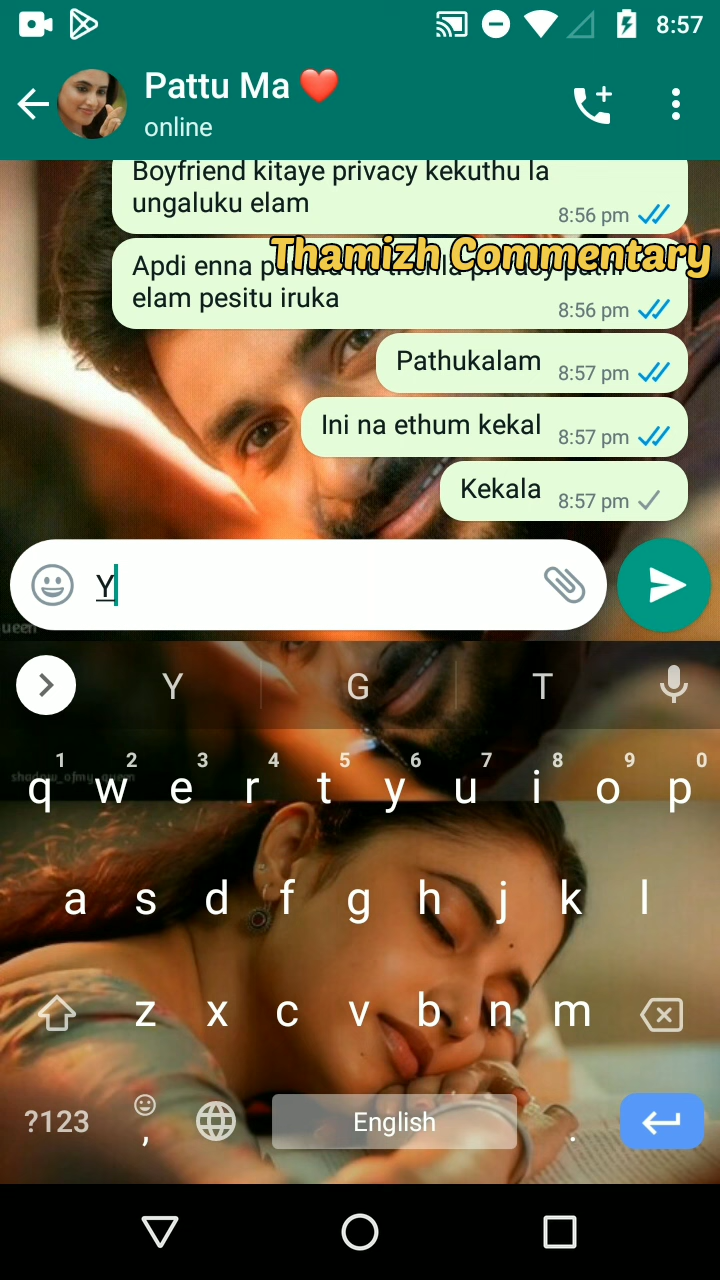 8:57
Pattu Ma ❤️
online
Boyfriend kitaye privacy kekuthu la
ungaluku elam
8:56 pm
Thamizh Commentary
Apdi enna
elam pesitu iruka
8:56 pm
Pathukalam 8:57 pm
Ini na ethum kekal 8:57 pm
Kekala 8:57 pm
Y
ueen
Y G T
1 2 3 4 5 6 7 8 9 0
shadow_ofmy_queen
q w e r t y u i o p
a s d f g h j k l
z x c v b n m
?123 , English .